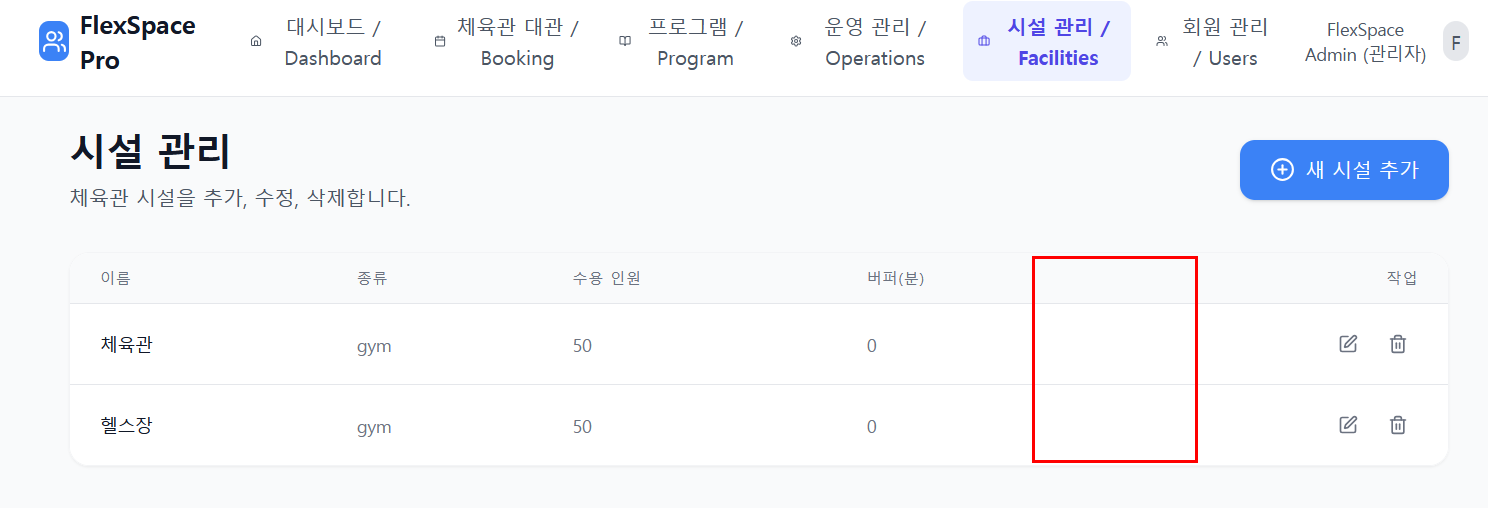 FlexSpace
Pro
대시보드 /
Dashboard
체육관 대관 /
Booking
프로그램 /
Program
운영 관리 /
Operations
시설 관리 /
Facilities
회원 관리
/ Users
FlexSpace
Admin (관리자)
F
시설 관리
체육관 시설을 추가, 수정, 삭제합니다.
새 시설 추가
이름 종류 수용 인원 버퍼(분) 작업
체육관 gym 50 0
헬스장 gym 50 0